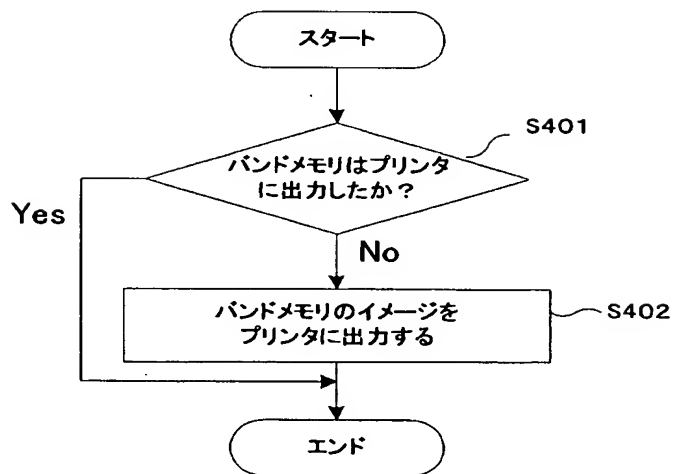 スタート
S401
バンドメモリはプリンタ
に出力したか？
Yes
No
バンドメモリのイメージを
プリンタに出力する
S402
エンド